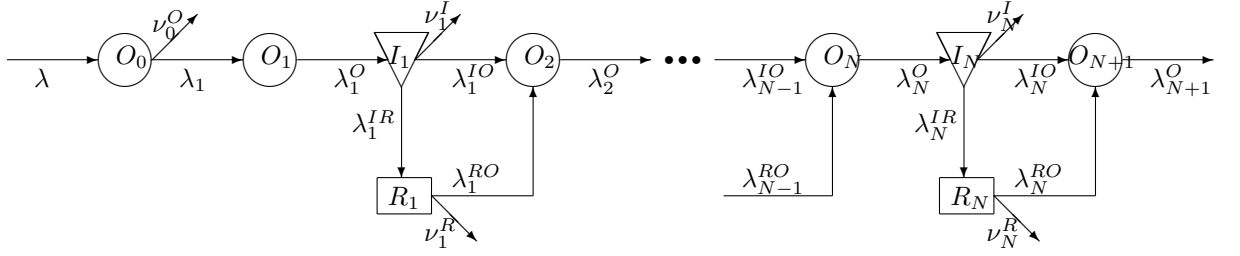 ν_0^O ν_1^I ν_N^I
O_0 O_1 I_1 O_2 ••• O_N I_N O_{N+1}
λ λ_1 λ_1^O λ_1^{IO} λ_2^O λ_{N-1}^{IO} λ_N^O λ_N^{IO} λ_{N+1}^O
λ_1^{IR} λ_N^{IR}
R_1 λ_1^{RO} λ_{N-1}^{RO} R_N λ_N^{RO}
ν_1^R ν_N^R